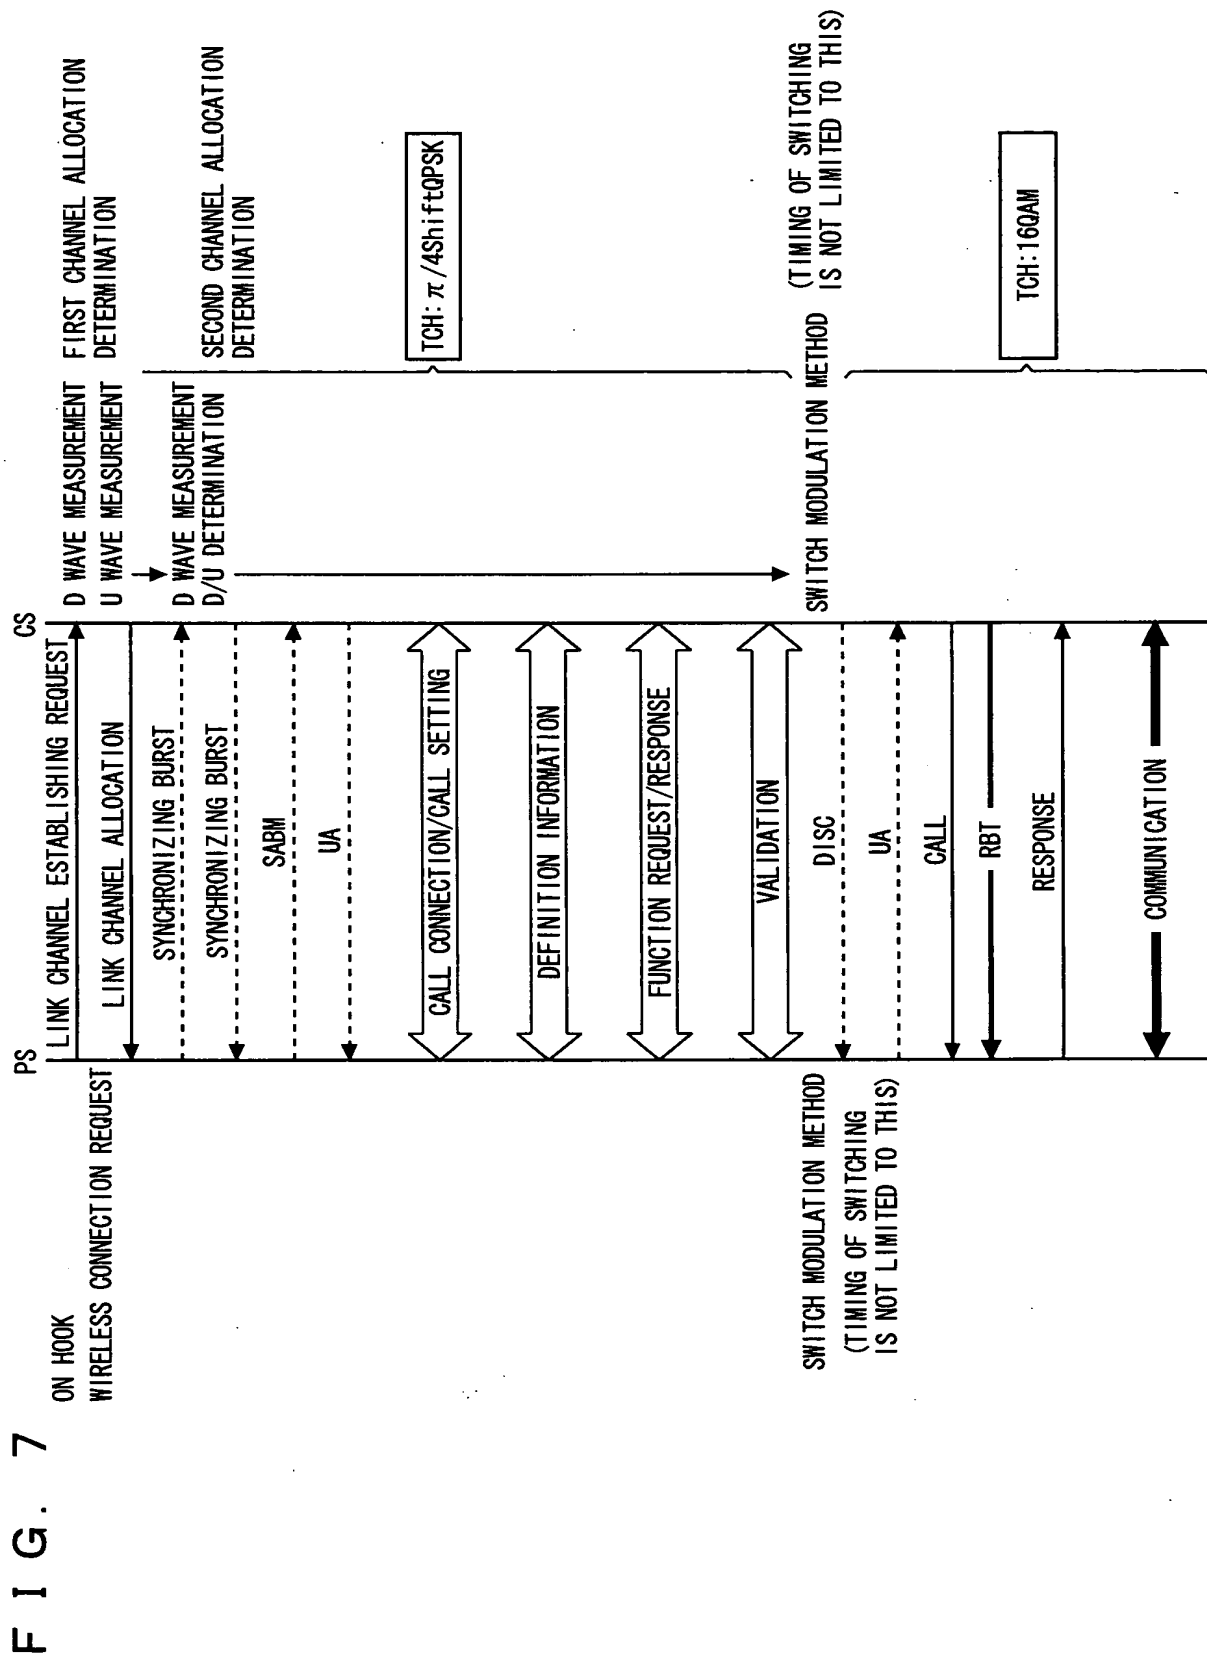 FIG. 7
PS
CS
ON HOOK
WIRELESS CONNECTION REQUEST
LINK CHANNEL ESTABLISHING REQUEST
D WAVE MEASUREMENT
U WAVE MEASUREMENT
FIRST CHANNEL ALLOCATION
DETERMINATION
LINK CHANNEL ALLOCATION
SYNCHRONIZING BURST
D WAVE MEASUREMENT
D/U DETERMINATION
SECOND CHANNEL ALLOCATION
DETERMINATION
SYNCHRONIZING BURST
SABM
UA
CALL CONNECTION/CALL SETTING
TCH:π/4ShiftQPSK
DEFINITION INFORMATION
FUNCTION REQUEST/RESPONSE
VALIDATION
SWITCH MODULATION METHOD
(TIMING OF SWITCHING
IS NOT LIMITED TO THIS)
DISC
SWITCH MODULATION METHOD
(TIMING OF SWITCHING
IS NOT LIMITED TO THIS)
UA
CALL
RBT
TCH:16QAM
RESPONSE
COMMUNICATION